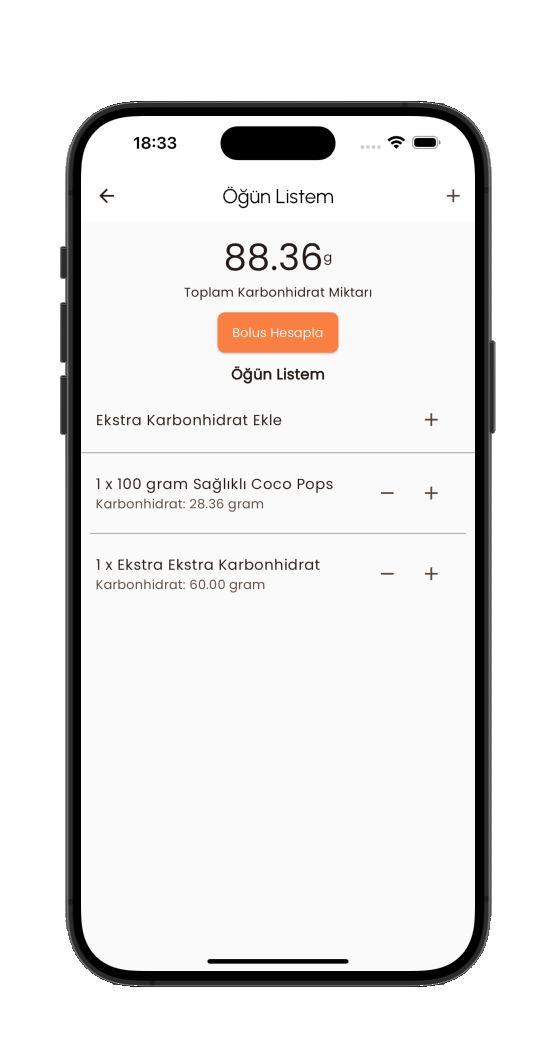 18:33
Öğün Listem
88.36g
Toplam Karbonhidrat Miktarı
Bolus Hesapla
Öğün Listem
Ekstra Karbonhidrat Ekle
1 x 100 gram Sağlıklı Coco Pops
Karbonhidrat: 28.36 gram
1 x Ekstra Ekstra Karbonhidrat
Karbonhidrat: 60.00 gram